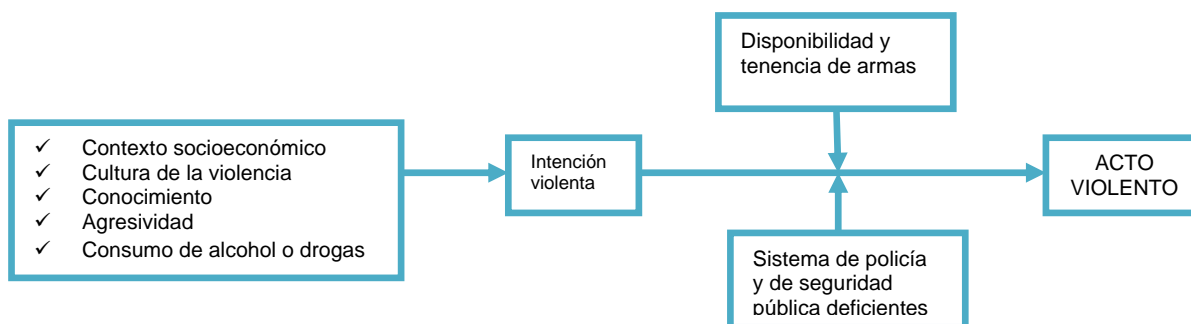 ✓ Contexto socioeconómico
✓ Cultura de la violencia
✓ Conocimiento
✓ Agresividad
✓ Consumo de alcohol o drogas
Intención
violenta
Disponibilidad y
tenencia de armas
Sistema de policía
y de seguridad
pública deficientes
ACTO
VIOLENTO